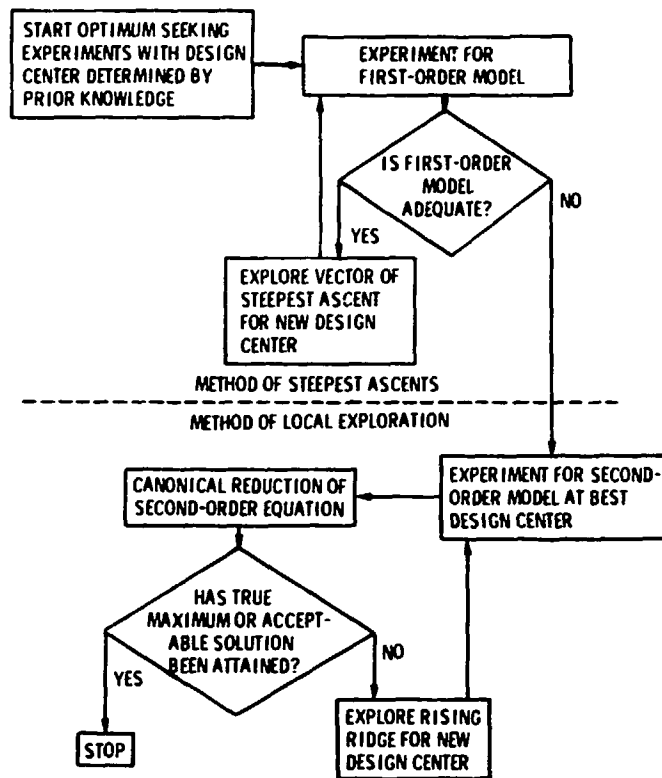 START OPTIMUM SEEKING
EXPERIMENTS WITH DESIGN
CENTER DETERMINED BY
PRIOR KNOWLEDGE
EXPERIMENT FOR
FIRST-ORDER MODEL
IS FIRST-ORDER
MODEL
ADEQUATE?
NO
YES
EXPLORE VECTOR OF
STEEPEST ASCENT
FOR NEW DESIGN
CENTER
METHOD OF STEEPEST ASCENTS
METHOD OF LOCAL EXPLORATION
EXPERIMENT FOR SECOND-
ORDER MODEL AT BEST
DESIGN CENTER
CANONICAL REDUCTION OF
SECOND-ORDER EQUATION
HAS TRUE
MAXIMUM OR ACCEPT-
ABLE SOLUTION
BEEN ATTAINED?
NO
YES
EXPLORE RISING
RIDGE FOR NEW
DESIGN CENTER
STOP